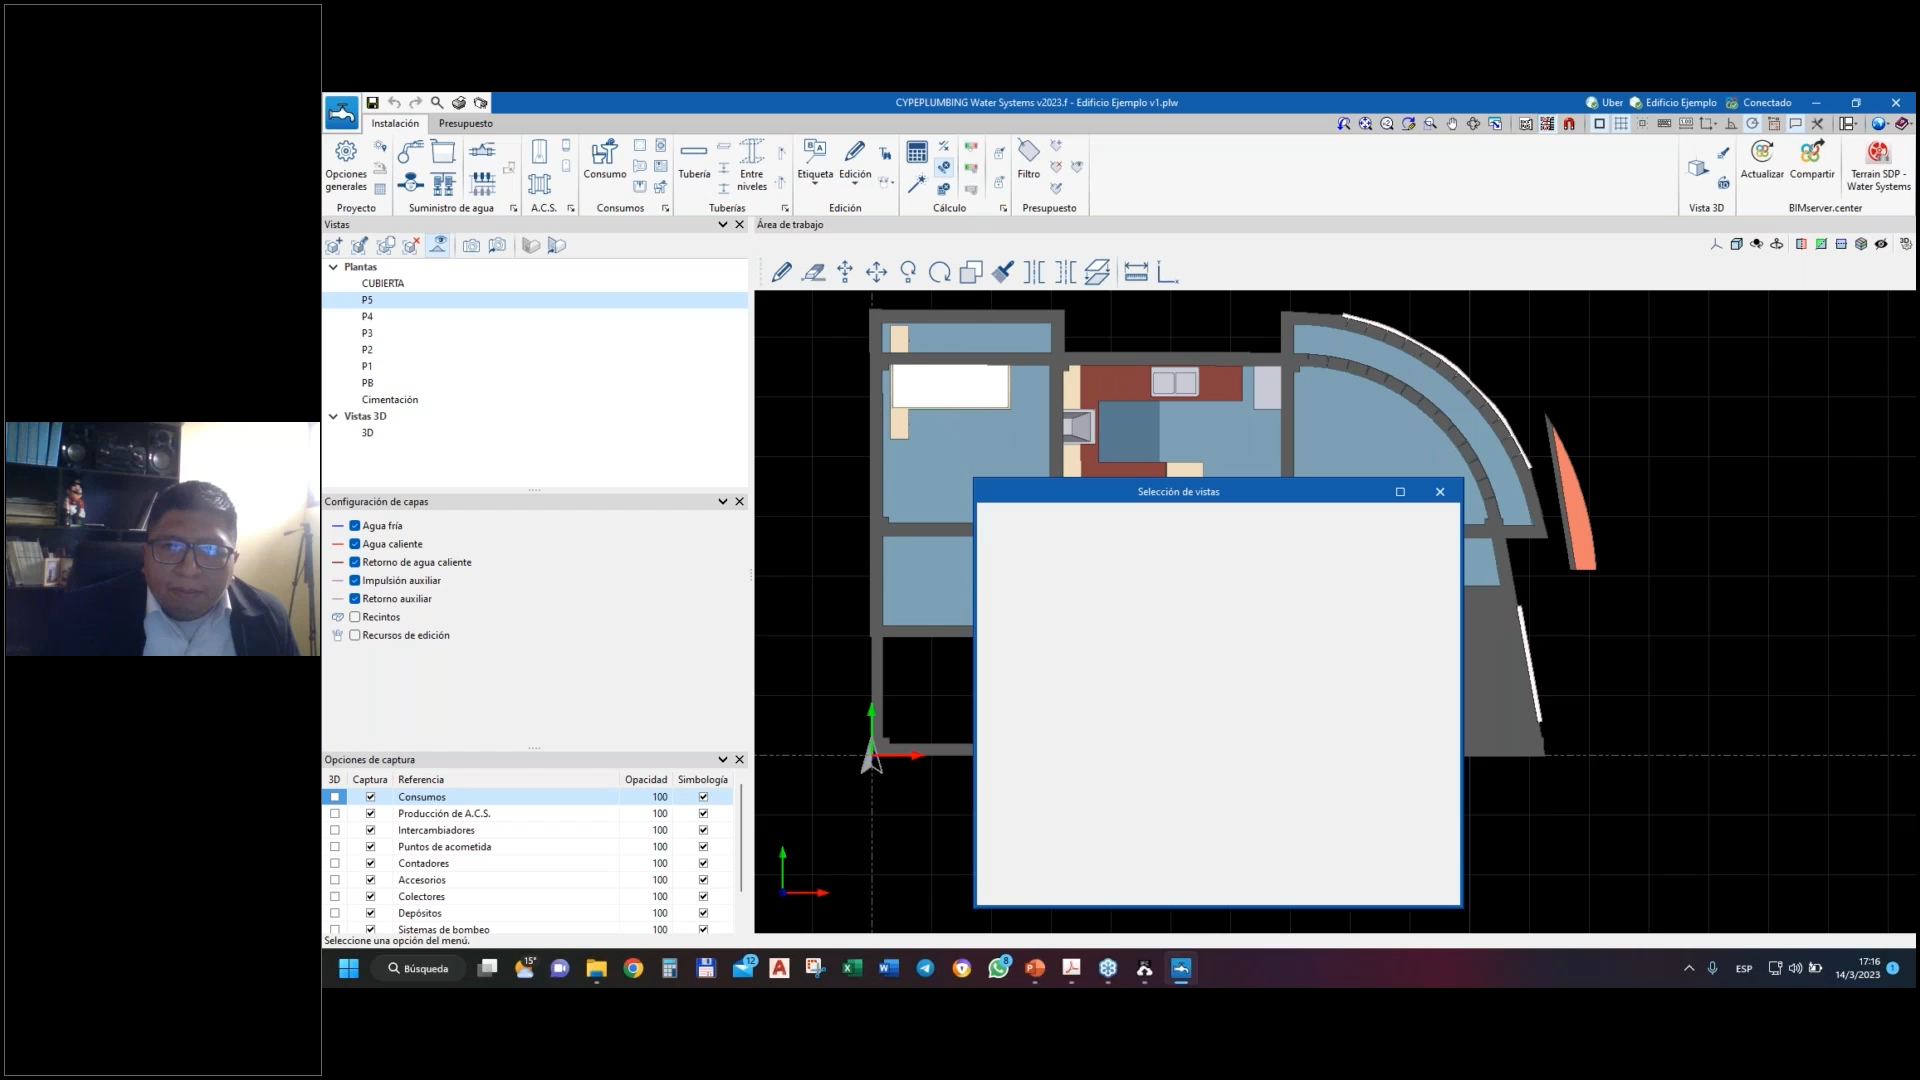 CYPEPLUMBING Water Systems v2023.f - Edificio Ejemplo v1.plw
Uber
Edificio Ejemplo
Conectado
Instalación
Presupuesto
Opciones generales
Consumo
Tubería
Entre niveles
Etiqueta
Edición
Filtro
Actualizar
Compartir
Terrain SDP - Water Systems
Proyecto
Suministro de agua
A.C.S.
Consumos
Tuberías
Edición
Cálculo
Presupuesto
Vista 3D
BIMserver.center
Vistas
Área de trabajo
Plantas
CUBIERTA
P5
P4
P3
P2
P1
PB
Cimentación
Vistas 3D
3D
Selección de vistas
Configuración de capas
Agua fría
Agua caliente
Retorno de agua caliente
Impulsión auxiliar
Retorno auxiliar
Recintos
Recursos de edición
Opciones de captura
3D Captura Referencia Opacidad Simbología
Consumos 100
Producción de A.C.S. 100
Intercambiadores 100
Puntos de acometida 100
Contadores 100
Accesorios 100
Colectores 100
Depósitos 100
Sistemas de bombeo 100
Seleccione una opción del menú.
Búsqueda
15°
12
8
ESP
17:16
14/3/2023
1